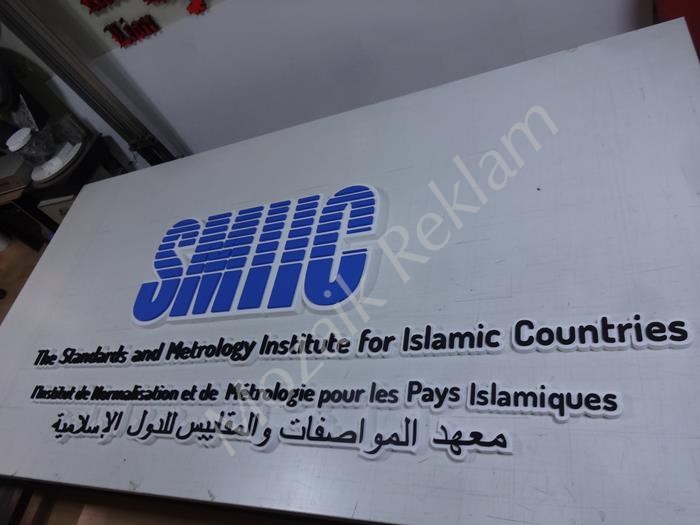 SMIIC
The Standards and Metrology Institute for Islamic Countries
l'Institut de Normalisation et de Métrologie pour les Pays Islamiques
معهد المواصفات والمقاييس للدول الإسلامية
Mozaik Reklam